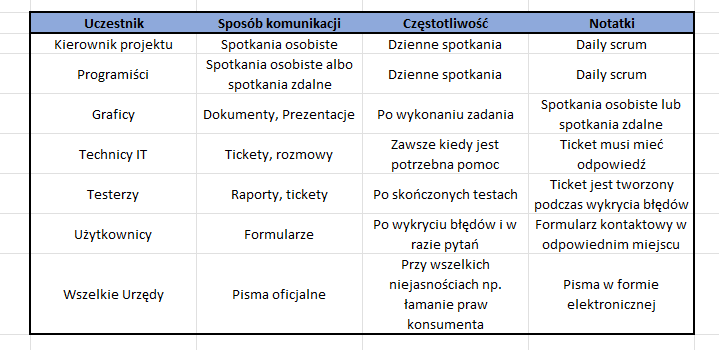 Uczestnik Sposób komunikacji Częstotliwość Notatki
Kierownik projektu Spotkania osobiste Dzienne spotkania Daily scrum
Programiści Spotkania osobiste albo spotkania zdalne Dzienne spotkania Daily scrum
Graficy Dokumenty, Prezentacje Po wykonaniu zadania Spotkania osobiste lub spotkania zdalne
Technicy IT Tickety, rozmowy Zawsze kiedy jest potrzebna pomoc Ticket musi mieć odpowiedź
Testerzy Raporty, tickety Po skończonych testach Ticket jest tworzony podczas wykrycia błędów
Użytkownicy Formularze Po wykryciu błędów i w razie pytań Formularz kontaktowy w odpowiednim miejscu
Wszelkie Urzędy Pisma oficjalne Przy wszelkich niejasnościach np. łamanie praw konsumenta Pisma w formie elektronicznej